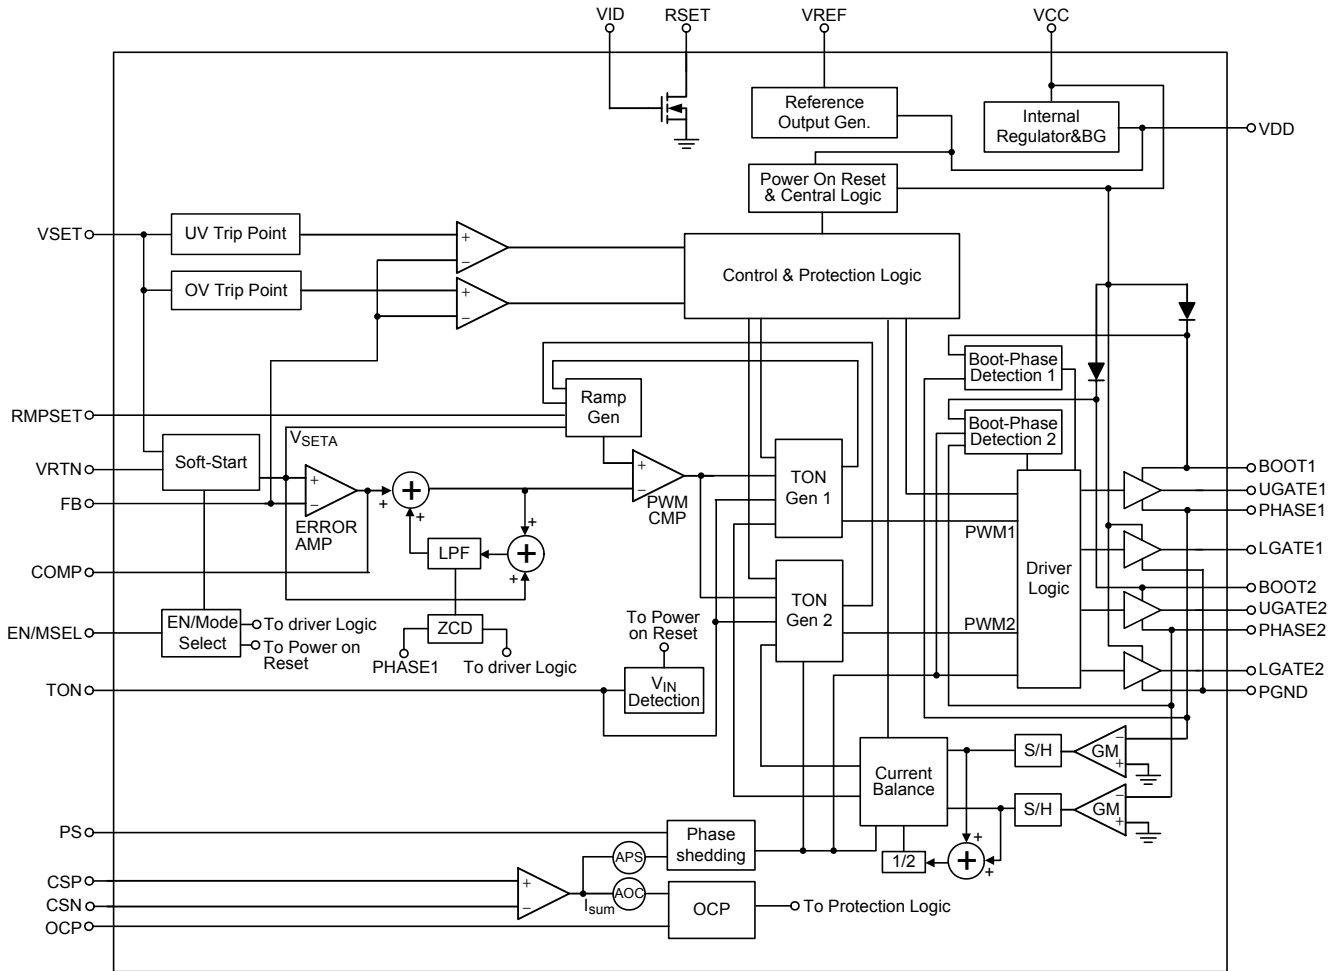 VID
RSET
VREF
VCC
Reference
Output Gen.
Internal
Regulator&BG
VDD
Power On Reset
& Central Logic
VSET
UV Trip Point
+
−
Control & Protection Logic
OV Trip Point
+
−
Boot-Phase
Detection 1
Ramp
Gen
RMPSET
Boot-Phase
Detection 2
VSETA
VRTN
Soft-Start
FB
+
−
ERROR
AMP
+
+
+
+
−
PWM
CMP
TON
Gen 1
BOOT1
UGATE1
PHASE1
PWM1
LPF
+
+
+
LGATE1
COMP
Driver
Logic
TON
Gen 2
BOOT2
UGATE2
PHASE2
EN/MSEL
EN/Mode
Select
To driver Logic
To Power on
Reset
ZCD
PHASE1
To driver Logic
To Power
on Reset
PWM2
LGATE2
PGND
TON
VIN
Detection
Current
Balance
S/H
GM
−
+
S/H
GM
−
+
PS
Phase
shedding
APS
1/2
+
+
+
CSP
CSN
+
−
Isum
AOC
OCP
To Protection Logic
OCP